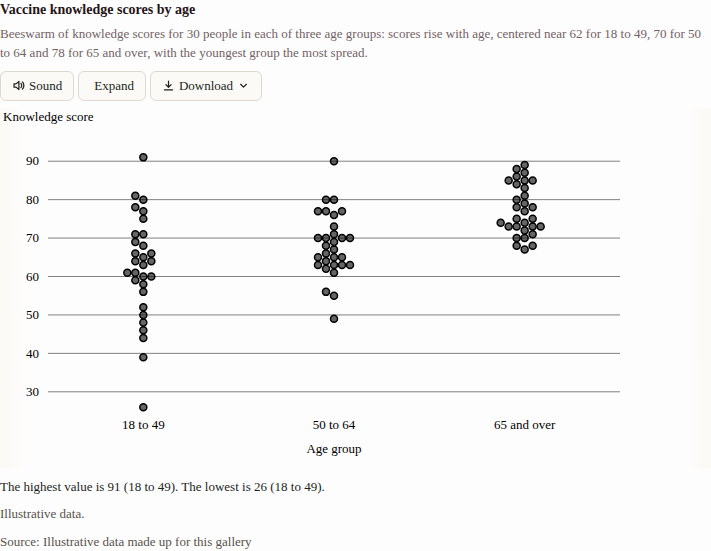 Vaccine knowledge scores by age
Beeswarm of knowledge scores for 30 people in each of three age groups: scores rise with age, centered near 62 for 18 to 49, 70 for 50
to 64 and 78 for 65 and over, with the youngest group the most spread.
Sound Expand Download
Knowledge score
90
80
70
60
50
40
30
18 to 49 50 to 64 65 and over
Age group
The highest value is 91 (18 to 49). The lowest is 26 (18 to 49).
Illustrative data.
Source: Illustrative data made up for this gallery